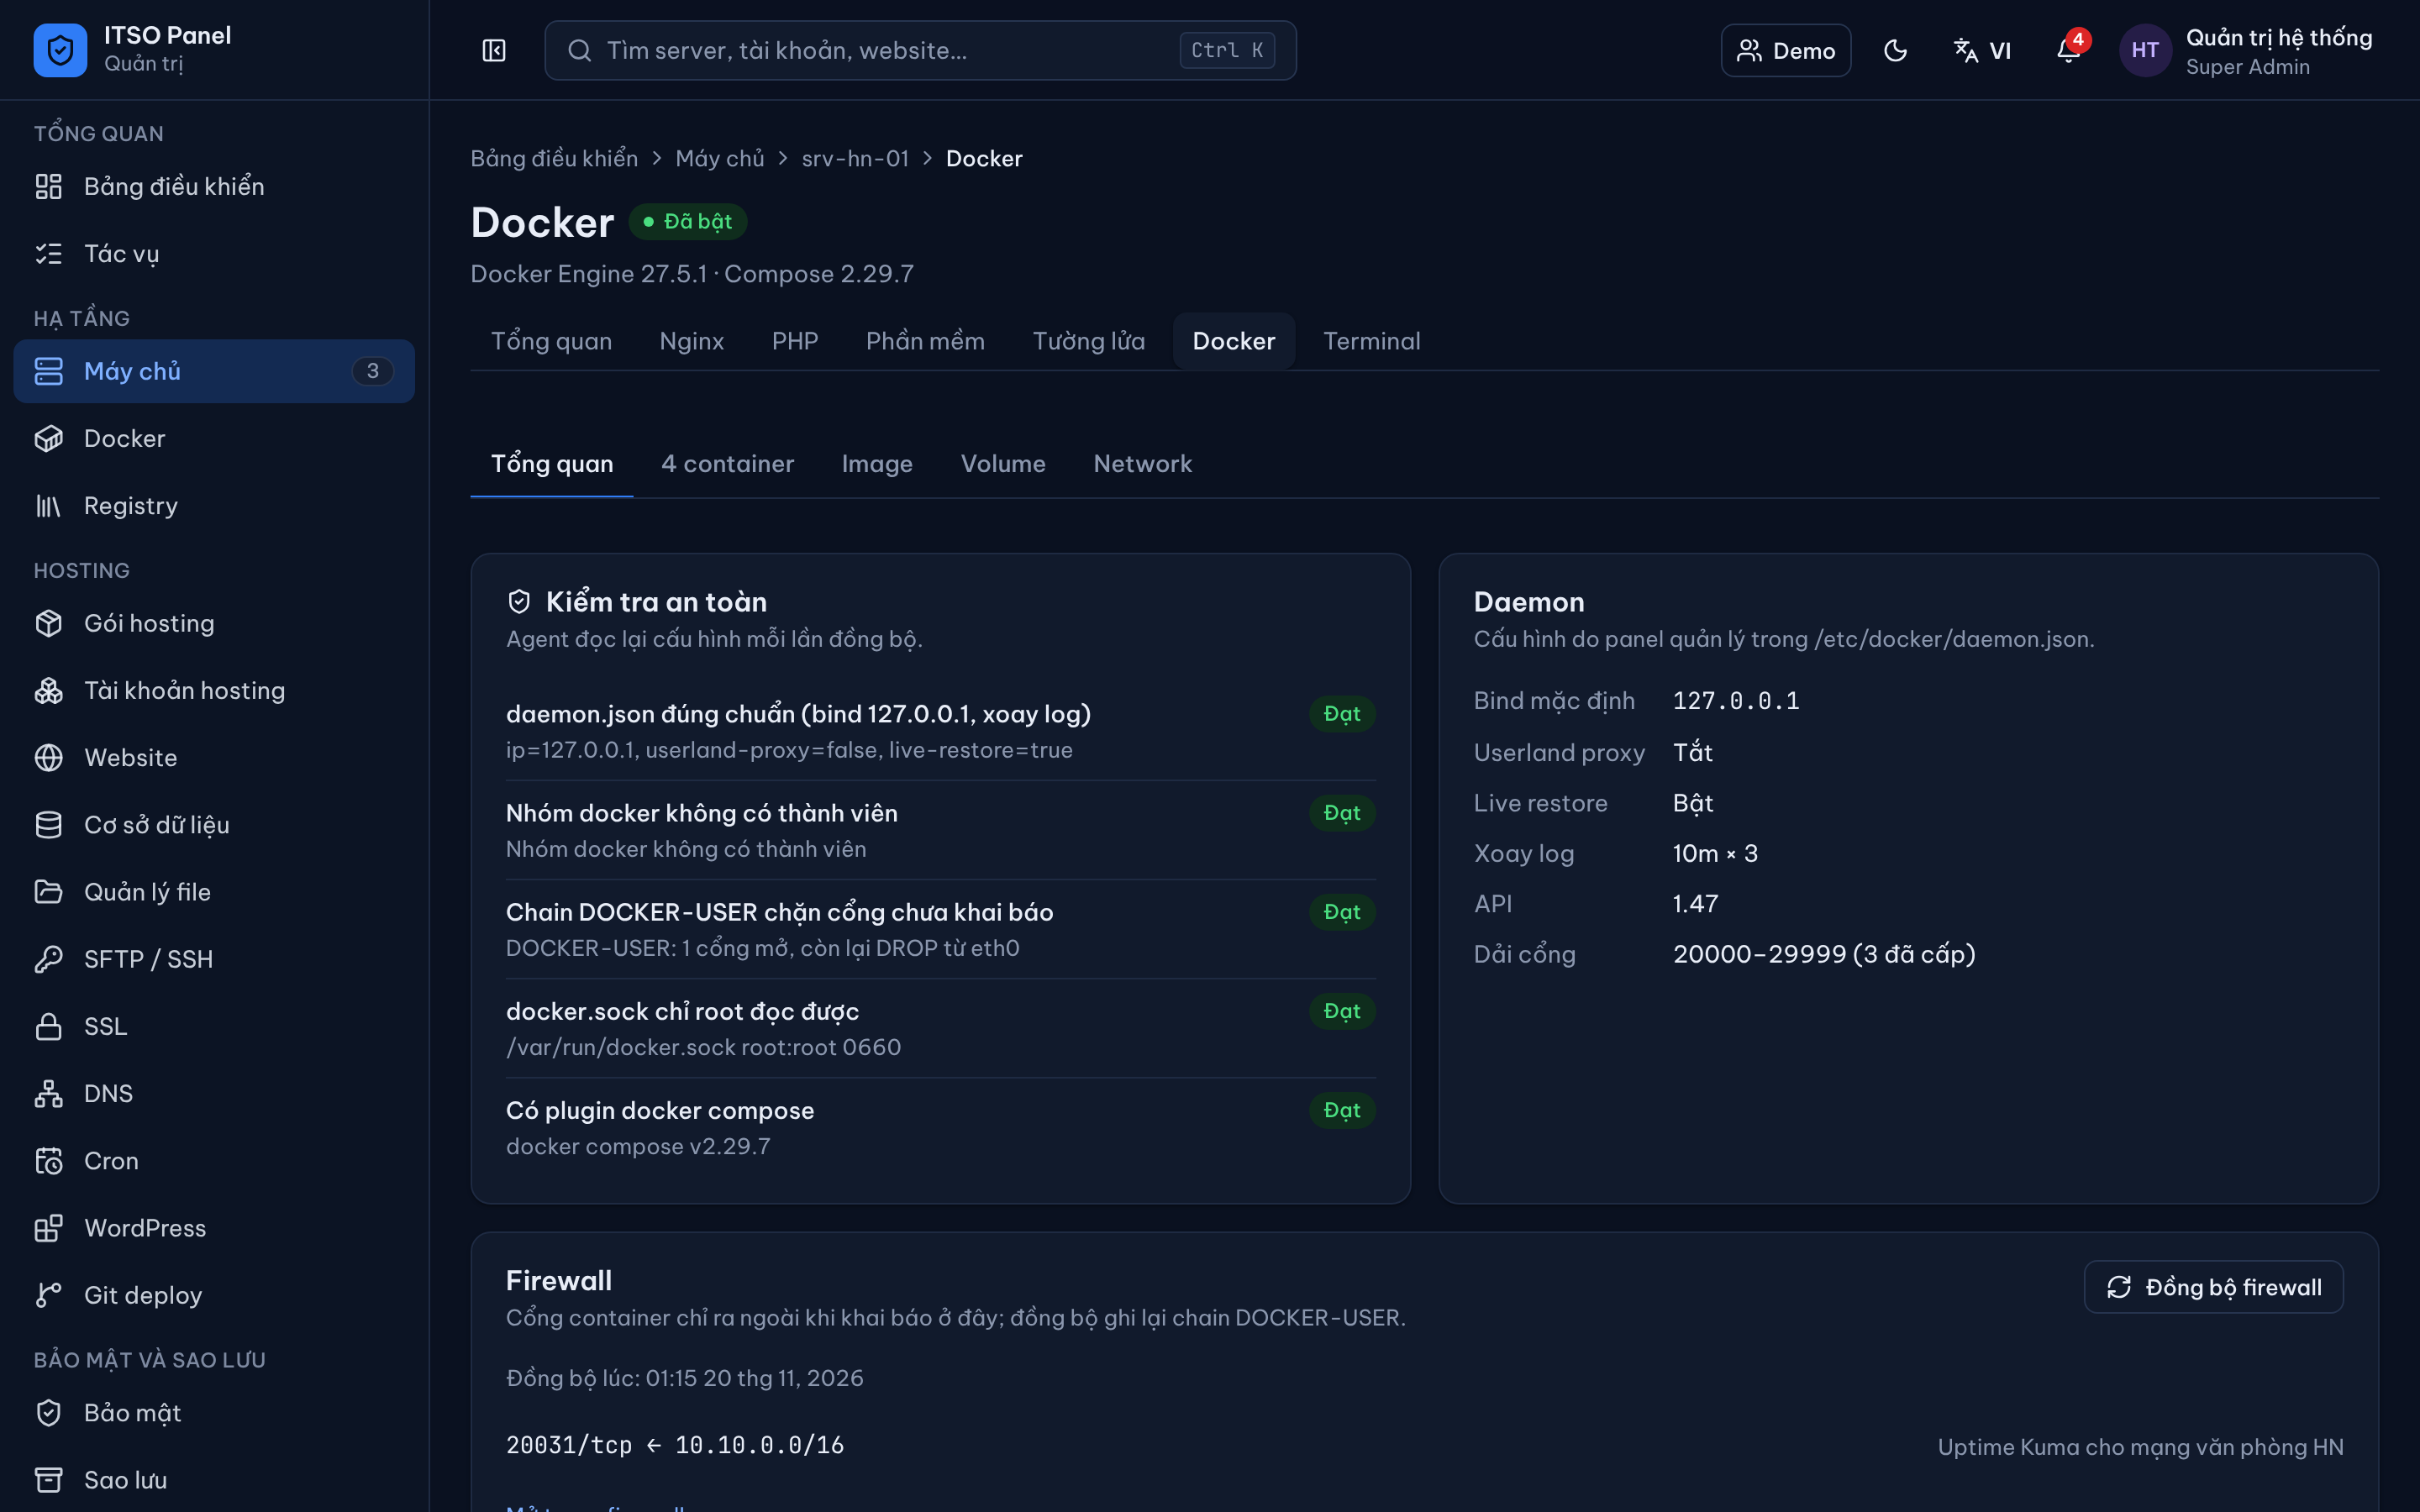 ITSO Panel
Quản trị
Tìm server, tài khoản, website...
Ctrl K
Demo
VI
4
HT
Quản trị hệ thống
Super Admin
TỔNG QUAN
Bảng điều khiển
Tác vụ
HẠ TẦNG
Máy chủ
3
Docker
Registry
HOSTING
Gói hosting
Tài khoản hosting
Website
Cơ sở dữ liệu
Quản lý file
SFTP / SSH
SSL
DNS
Cron
WordPress
Git deploy
BẢO MẬT VÀ SAO LƯU
Bảo mật
Sao lưu
Bảng điều khiển > Máy chủ > srv-hn-01 > Docker
Docker
Đã bật
Docker Engine 27.5.1 · Compose 2.29.7
Tổng quan Nginx PHP Phần mềm Tường lửa Docker Terminal
Tổng quan 4 container Image Volume Network
Kiểm tra an toàn
Agent đọc lại cấu hình mỗi lần đồng bộ.
daemon.json đúng chuẩn (bind 127.0.0.1, xoay log)
Đạt
ip=127.0.0.1, userland-proxy=false, live-restore=true
Nhóm docker không có thành viên
Đạt
Nhóm docker không có thành viên
Chain DOCKER-USER chặn cổng chưa khai báo
Đạt
DOCKER-USER: 1 cổng mở, còn lại DROP từ eth0
docker.sock chỉ root đọc được
Đạt
/var/run/docker.sock root:root 0660
Có plugin docker compose
Đạt
docker compose v2.29.7
Daemon
Cấu hình do panel quản lý trong /etc/docker/daemon.json.
Bind mặc định 127.0.0.1
Userland proxy Tắt
Live restore Bật
Xoay log 10m × 3
API 1.47
Dải cổng 20000–29999 (3 đã cấp)
Firewall
Cổng container chỉ ra ngoài khi khai báo ở đây; đồng bộ ghi lại chain DOCKER-USER.
Đồng bộ firewall
Đồng bộ lúc: 01:15 20 thg 11, 2026
20031/tcp ← 10.10.0.0/16
Uptime Kuma cho mạng văn phòng HN